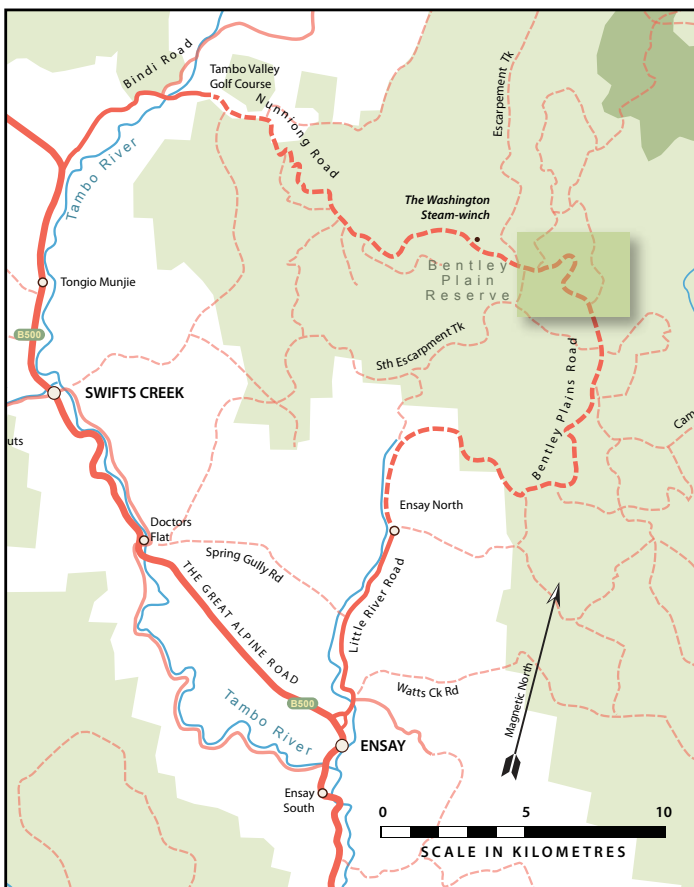 Bindi Road
Tambo Valley
Golf Course
Escarpment Tk
Nunniong Road
Tambo River
The Washington
Steam-winch
Bentley
Plain
Reserve
Tongio Munjie
B500
Sth Escarpment Tk
SWIFTS CREEK
Bentley Plains Road
Cam
uts
Ensay North
Doctors
Flat
Spring Gully Rd
Little River Road
THE GREAT ALPINE ROAD
Magnetic North
Watts Ck Rd
B500
Tambo River
ENSAY
Ensay
South
0 5 10
SCALE IN KILOMETRES